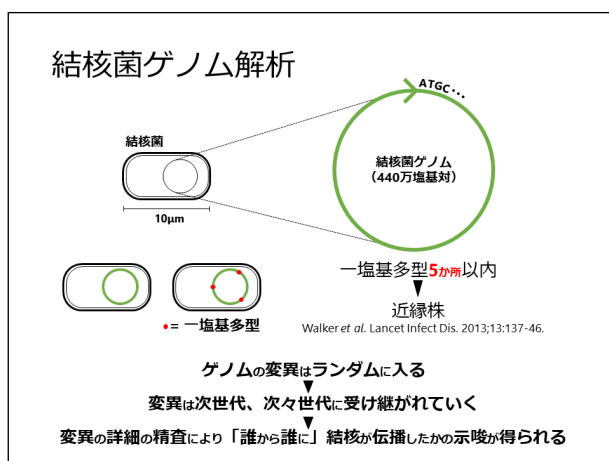 結核菌ゲノム解析
ATGC・・・
結核菌
結核菌ゲノム
（440万塩基対）
10μm
一塩基多型5か所以内
近縁株
Walker et al. Lancet Infect Dis. 2013;13:137-46.
•= 一塩基多型
ゲノムの変異はランダムに入る
変異は次世代、次々世代に受け継がれていく
変異の詳細の精査により「誰から誰に」結核が伝播したかの示唆が得られる